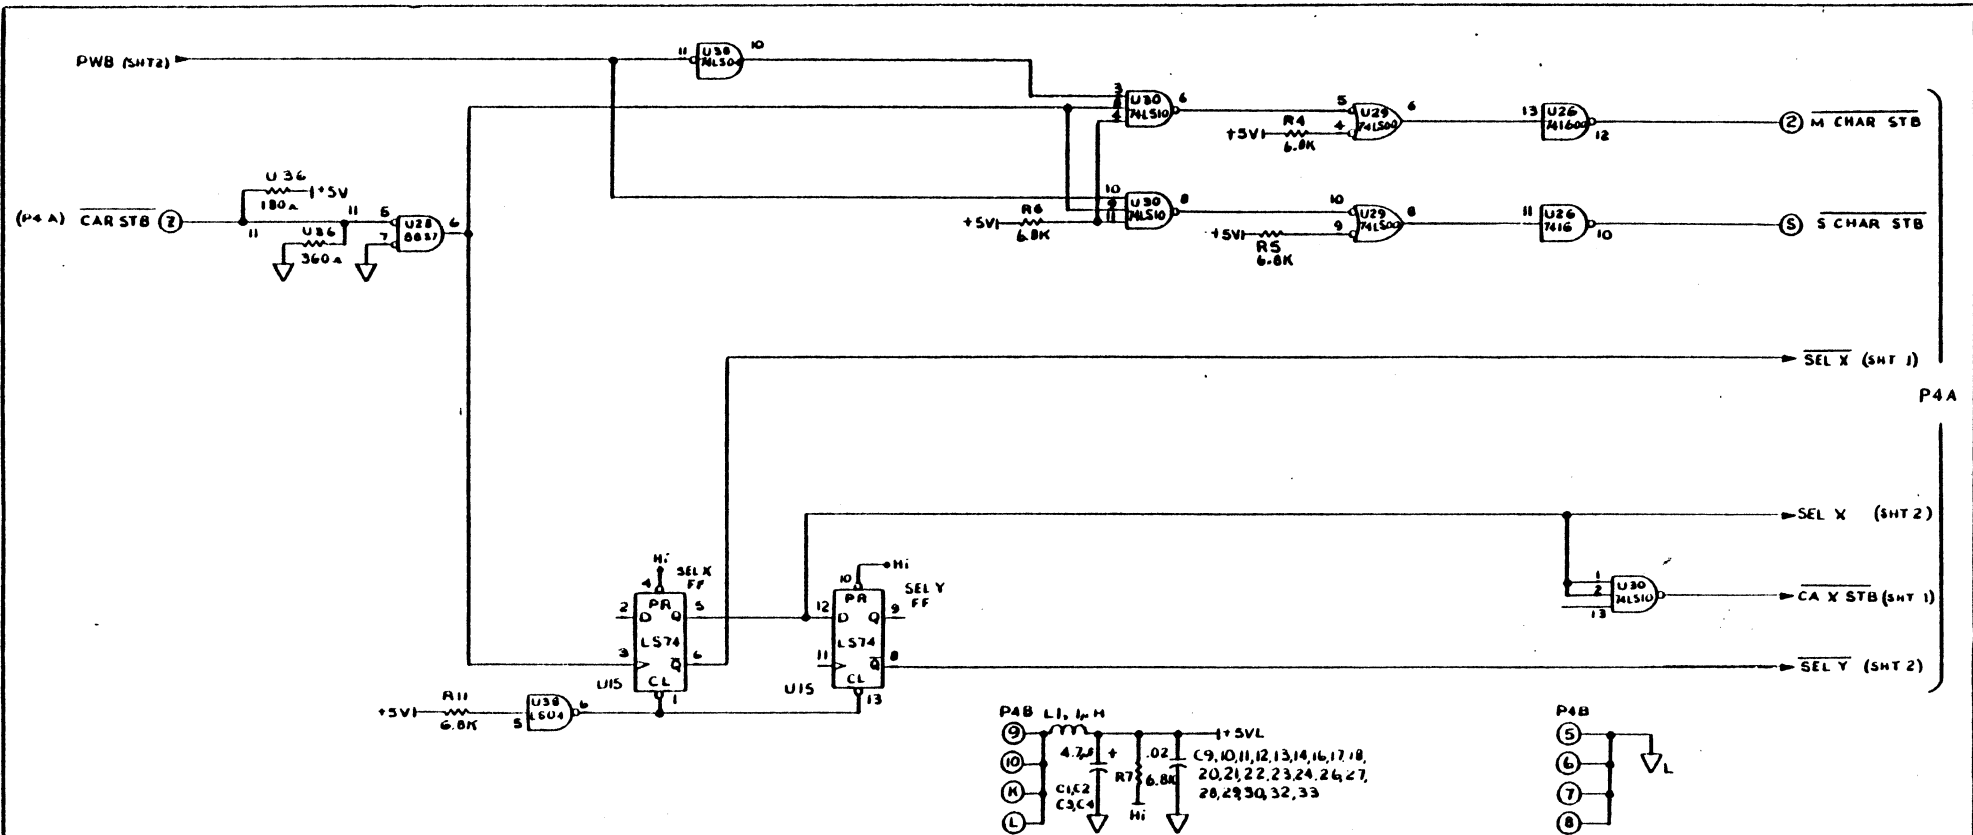 PWB (SHT2)
11 U38 10
74LS04
3 U30 6
74LS10
4
5 U29 6
74LS00
+5V R4 4
6.8K
13 U26 12
② M CHAR STB
U36 +5V
180Ω
(P4A) CAR STB ②
11 11
U36
360Ω
5 U28 6
7
10 U30 8
9 74LS10
11
+5V R6
6.8K
10 U29 8
9 74LS00
+5V R5
6.8K
11 U26 10
7416
Ⓢ S CHAR STB
SEL X (SHT 1)
P4A
SEL X (SHT 2)
Hi
4 SEL X
FF
2 PR 5
D Q
LS74
3 Q 6
CL
U15 1
10 Hi
SEL Y
FF
12 PR 9
D Q
LS74
11 Q 8
CL
U15 13
1 U30
2 74LS10
13
CA X STB (SHT 1)
SEL Y (SHT 2)
R11
+5V 6.8K
5 U38 6
LS04
P4B L1, 1μH
⑨ +5VL
4.7μf + .02 C9,10,11,12,13,14,16,17,18,
⑩ R7 6.8K 20,21,22,23,24,26,27,
C1,C2 28,29,30,32,33
Ⓚ C3,C4 Hi
Ⓛ
P4B
⑤
⑥ L
⑦
⑧